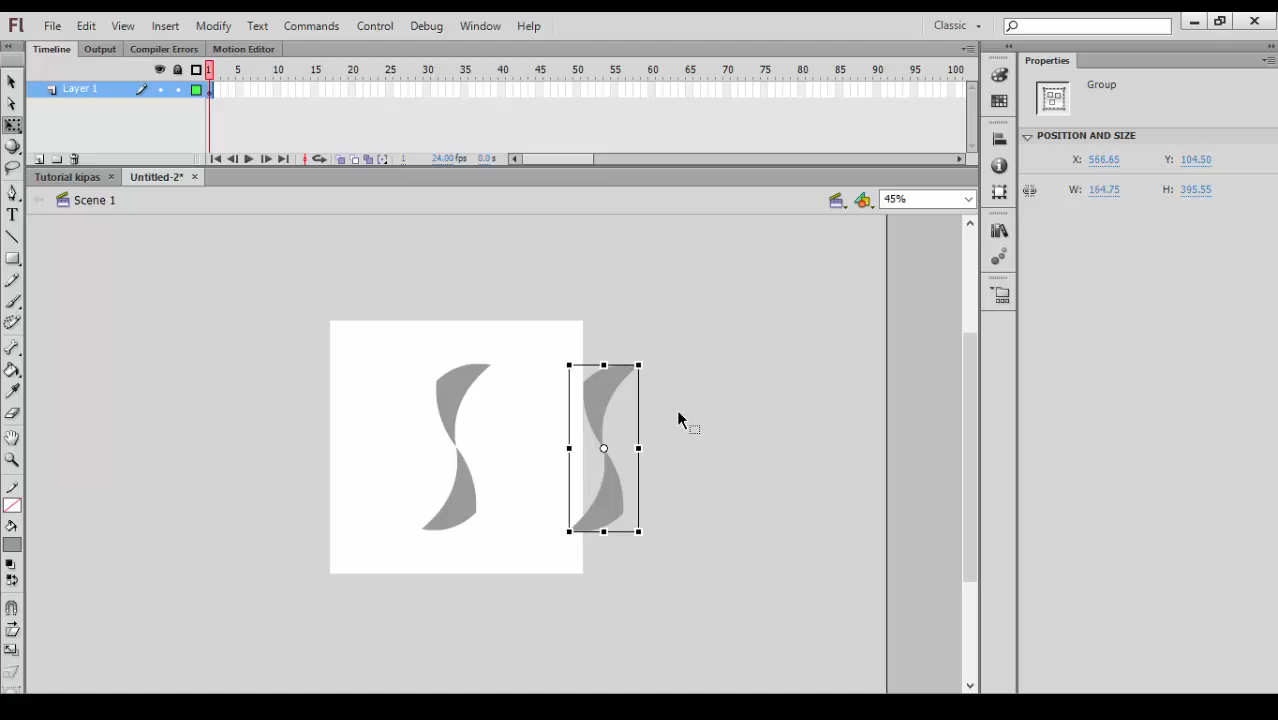 Fl File Edit View Insert Modify Text Commands Control Debug Window Help Classic
Timeline Output Compiler Errors Motion Editor Properties
1 5 10 15 20 25 30 35 40 45 50 55 60 65 70 75 80 85 90 95 100
Layer 1
Group
POSITION AND SIZE
X: 566.65 Y: 104.50
W: 164.75 H: 395.55
1 24.00 fps 0.0 s
Tutorial kipas × Untitled-2* ×
Scene 1 45%
T